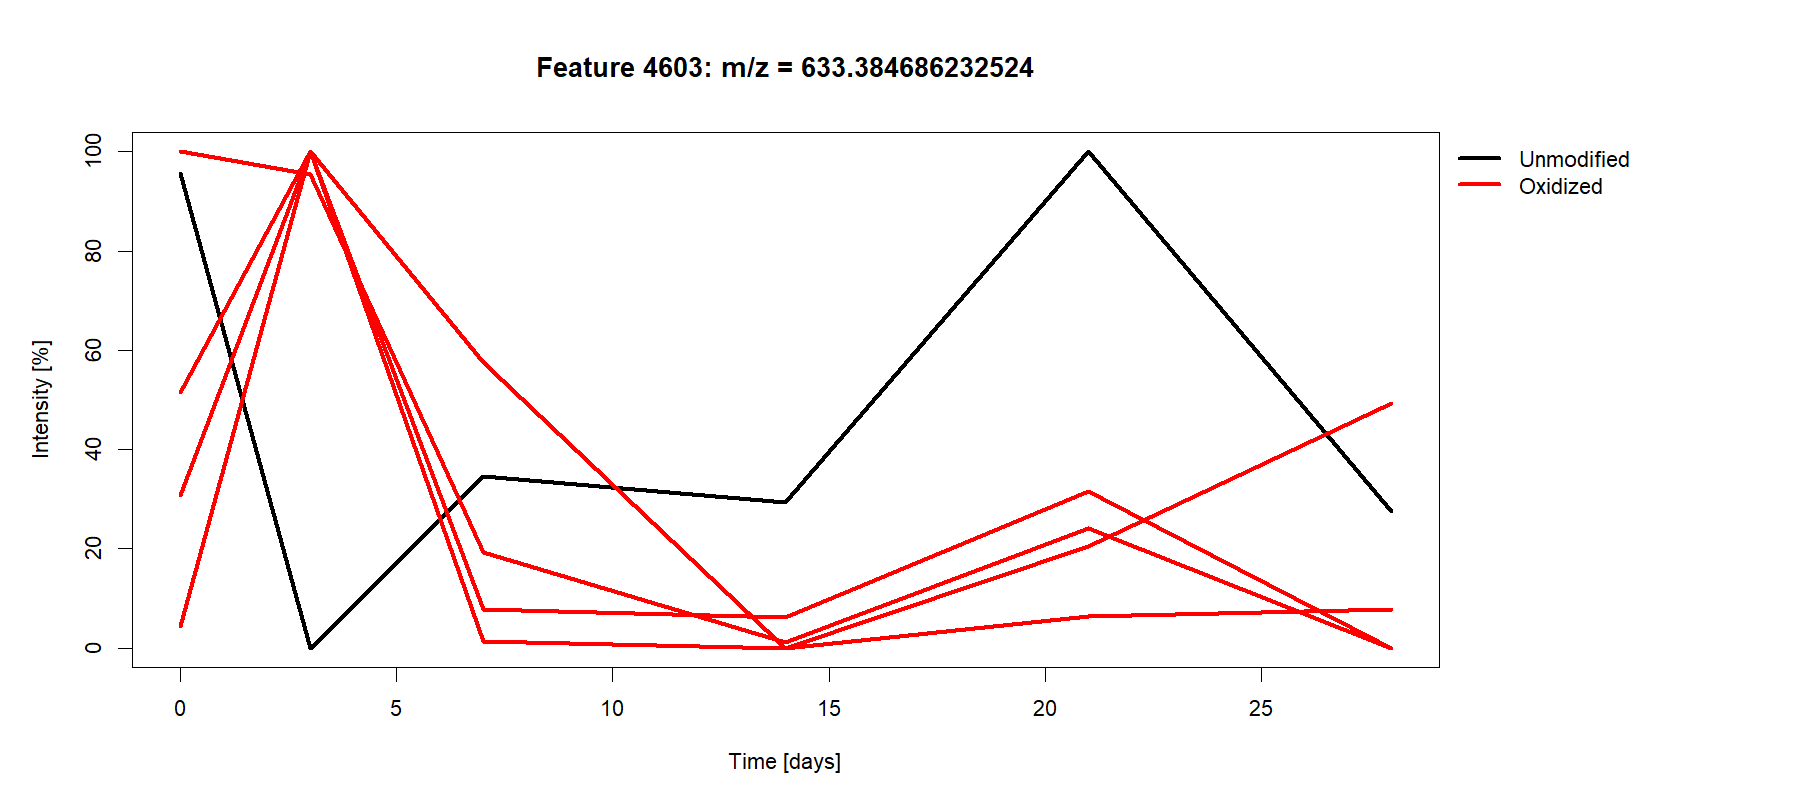 Feature 4603: m/z = 633.384686232524
Unmodified
Oxidized
Intensity [%]
100
80
60
40
20
0
0 5 10 15 20 25
Time [days]